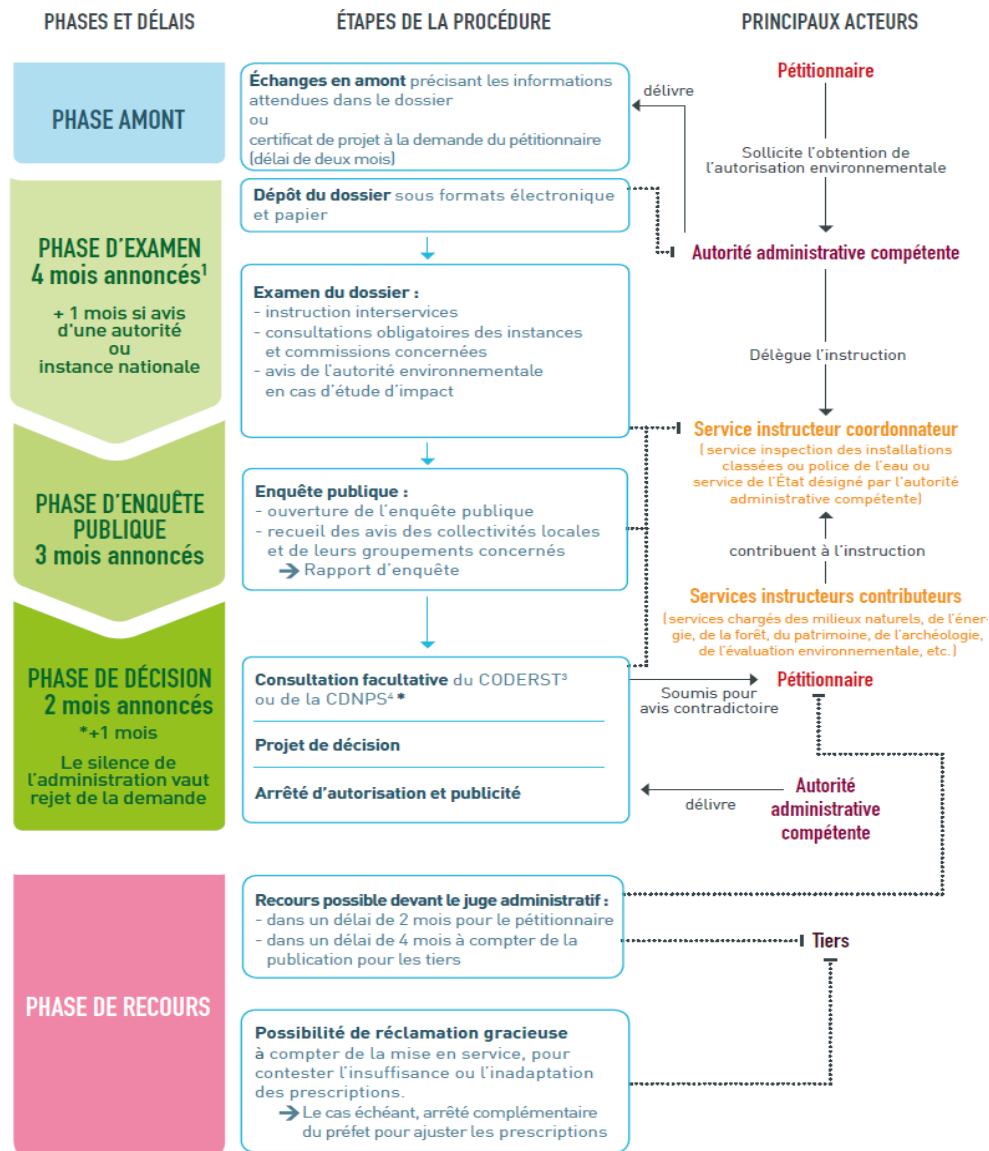 PHASES ET DÉLAIS
ÉTAPES DE LA PROCÉDURE
PRINCIPAUX ACTEURS
PHASE AMONT
Échanges en amont précisant les informations
attendues dans le dossier
ou
certificat de projet à la demande du pétitionnaire
(délai de deux mois)
délivre
Pétitionnaire
Sollicite l'obtention de
l'autorisation environnementale
PHASE D'EXAMEN
4 mois annoncés¹
+ 1 mois si avis
d'une autorité
ou
instance nationale
Dépôt du dossier sous formats électronique
et papier
Autorité administrative compétente
Examen du dossier :
- instruction interservices
- consultations obligatoires des instances
et commissions concernées
- avis de l'autorité environnementale
en cas d'étude d'impact
Délègue l'instruction
Service instructeur coordonnateur
(service inspection des installations
classées ou police de l'eau ou
service de l'État désigné par l'autorité
administrative compétente)
PHASE D'ENQUÊTE
PUBLIQUE
3 mois annoncés
Enquête publique :
- ouverture de l'enquête publique
- recueil des avis des collectivités locales
et de leurs groupements concernés
→ Rapport d'enquête
contribuent à l'instruction
Services instructeurs contributeurs
(services chargés des milieux naturels, de l'éner-
gie, de la forêt, du patrimoine, de l'archéologie,
de l'évaluation environnementale, etc.)
PHASE DE DÉCISION
2 mois annoncés
*+1 mois
Le silence de
l'administration vaut
rejet de la demande
Consultation facultative du CODERST³
ou de la CDNPS⁴ *
Projet de décision
Arrêté d'autorisation et publicité
Soumis pour
avis contradictoire
Pétitionnaire
délivre
Autorité
administrative
compétente
PHASE DE RECOURS
Recours possible devant le juge administratif :
- dans un délai de 2 mois pour le pétitionnaire
- dans un délai de 4 mois à compter de la
publication pour les tiers
Tiers
Possibilité de réclamation gracieuse
à compter de la mise en service, pour
contester l'insuffisance ou l'inadaptation
des prescriptions.
→ Le cas échéant, arrêté complémentaire
du préfet pour ajuster les prescriptions